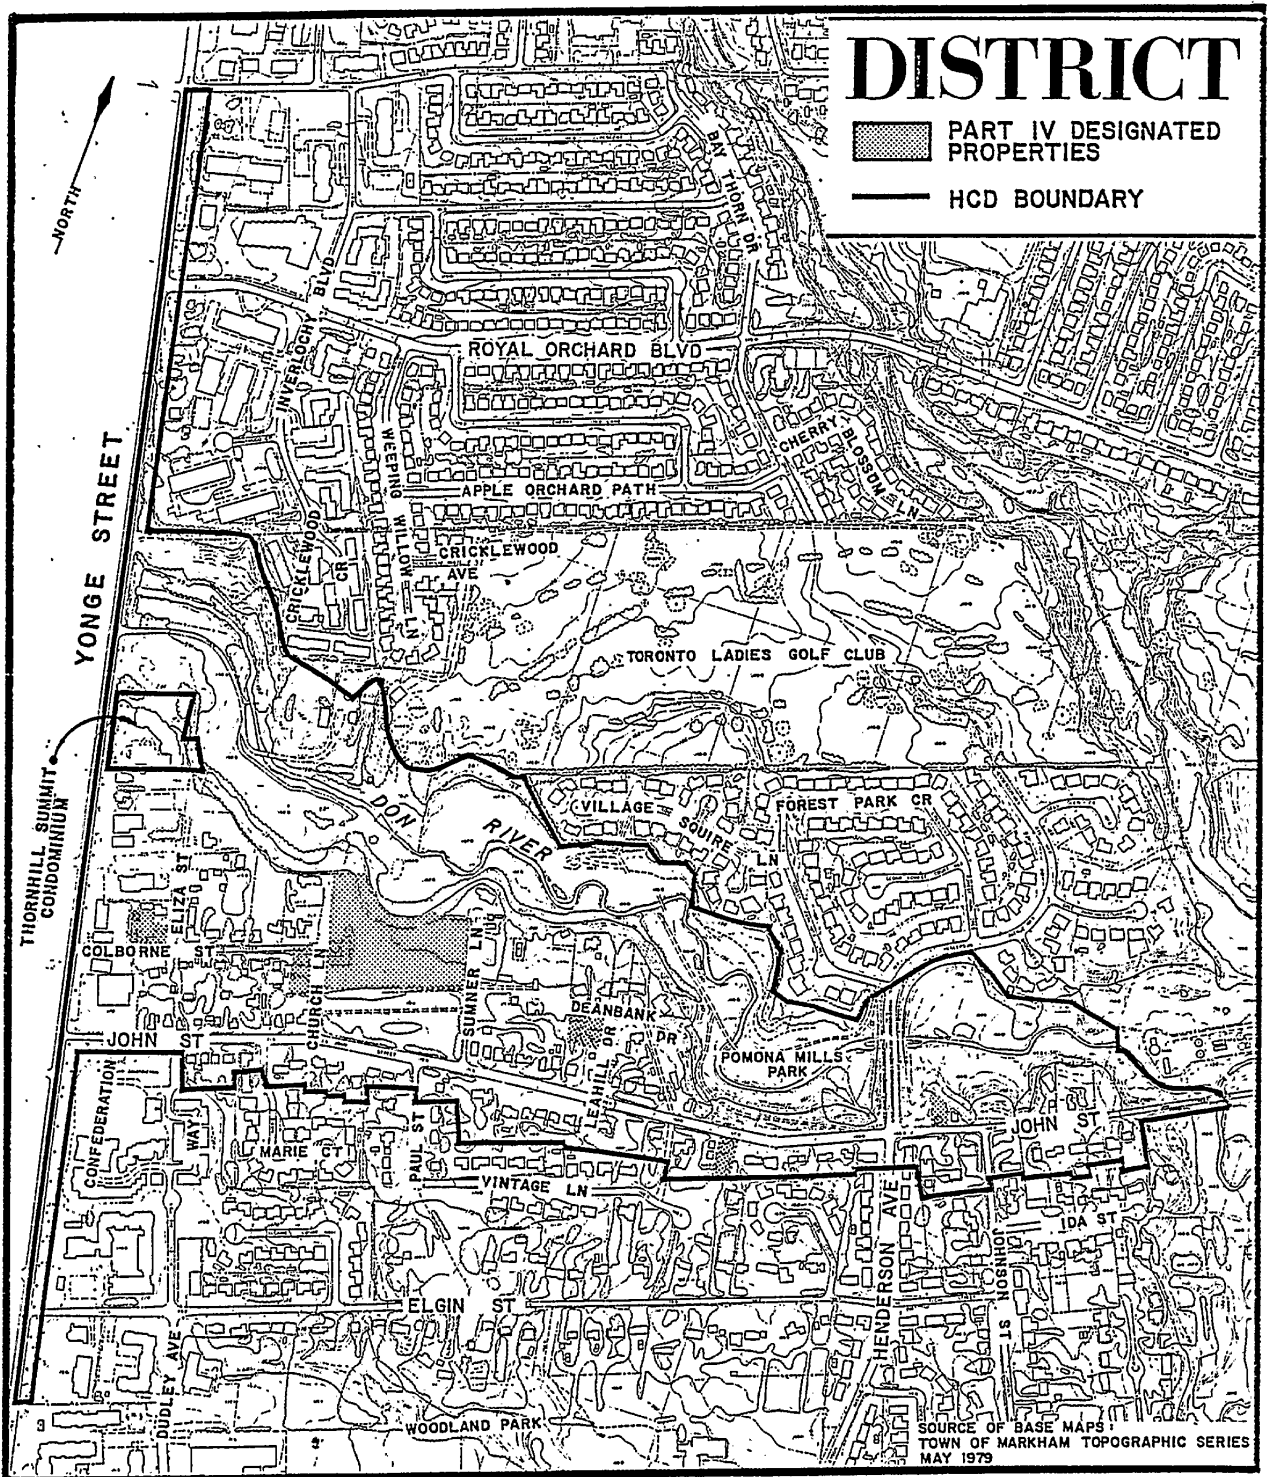 DISTRICT
PART IV DESIGNATED
PROPERTIES
HCD BOUNDARY
NORTH
BAY THORN DR
INVERLOCHY BLVD
ROYAL ORCHARD BLVD
YONGE STREET
WEEPING WILLOW LN
CHERRY BLOSSOM LN
APPLE ORCHARD PATH
CRICKLEWOOD CR
CRICKLEWOOD
AVE
TORONTO LADIES GOLF CLUB
THORNHILL SUMMIT
CONDOMINIUM
DON RIVER
VILLAGE SQUIRE LN
FOREST PARK CR
ELIZA ST
COLBORNE ST
CHURCH LN
SUMNER LN
DEANBANK DR
LEAHILL DR
JOHN ST
POMONA MILLS
PARK
JOHN ST
CONFEDERATION WAY
MARIE CT
PAUL ST
VINTAGE LN
HENDERSON AVE
IDA ST
JOHNSON ST
ELGIN ST
DUDLEY AVE
WOODLAND PARK
SOURCE OF BASE MAPS:
TOWN OF MARKHAM TOPOGRAPHIC SERIES
MAY 1979